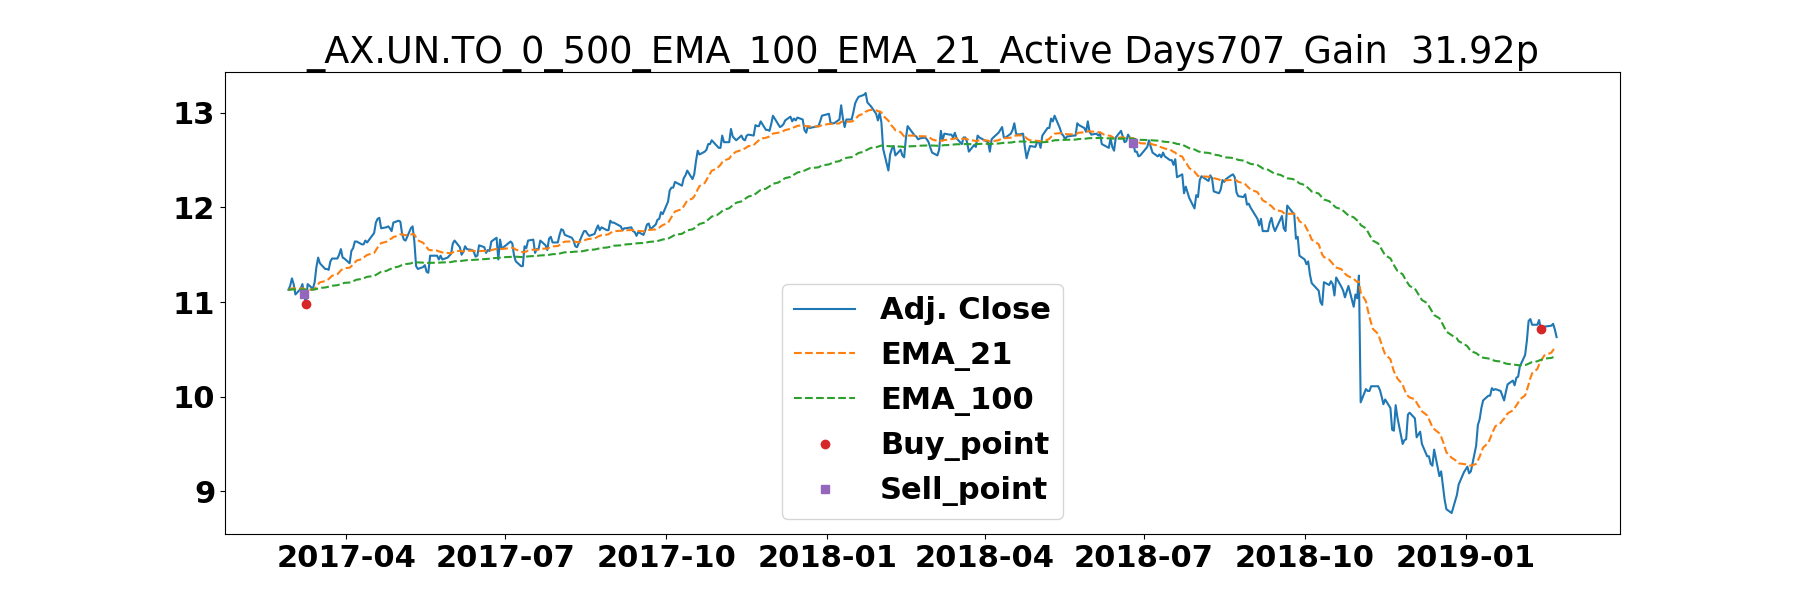 _AX.UN.TO_0_500_EMA_100_EMA_21_Active Days707_Gain  31.92p
13
12
11
10
9
Adj. Close
EMA_21
EMA_100
Buy_point
Sell_point
2017-04 2017-07 2017-10 2018-01 2018-04 2018-07 2018-10 2019-01